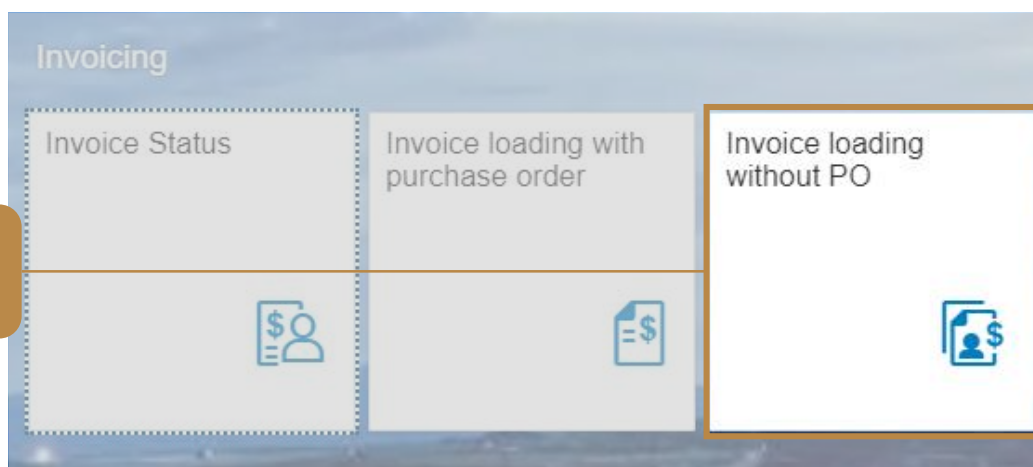 Invoicing
Invoice Status
Invoice loading with
purchase order
Invoice loading
without PO
$
$
$